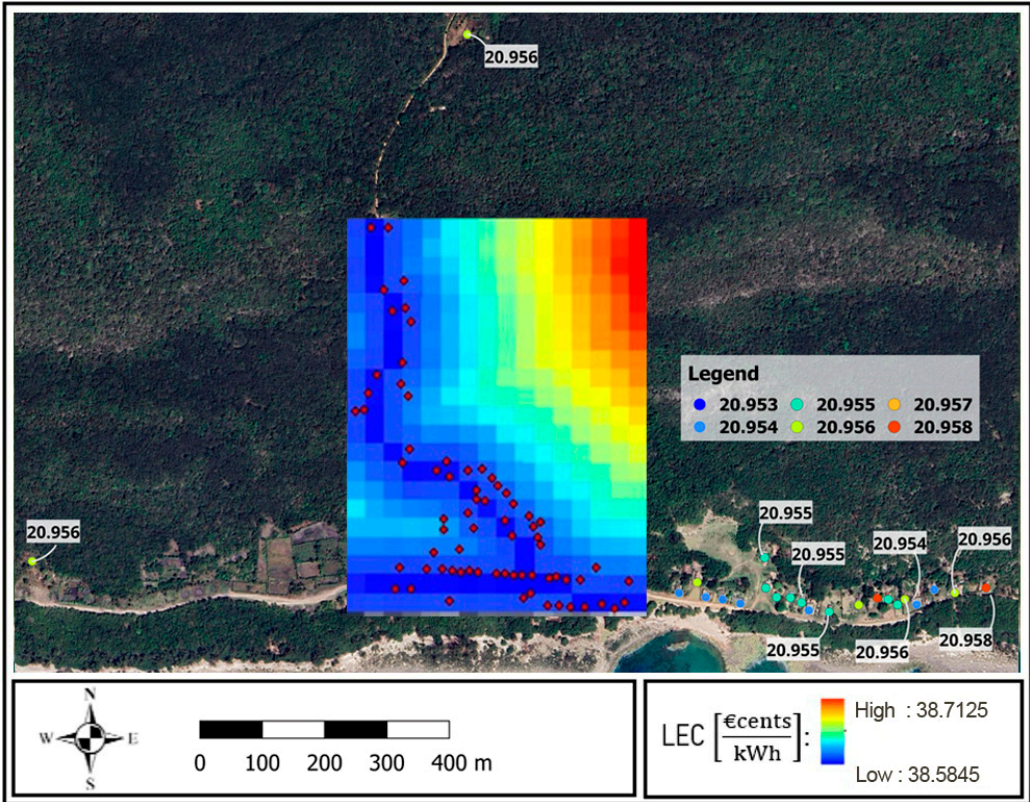 20.956
Legend
20.953 20.955 20.957
20.954 20.956 20.958
20.956
20.955
20.955
20.954
20.956
20.955
20.956
20.958
N
W E
S
0 100 200 300 400 m
LEC [€cents/kWh]:
High : 38.7125
Low : 38.5845